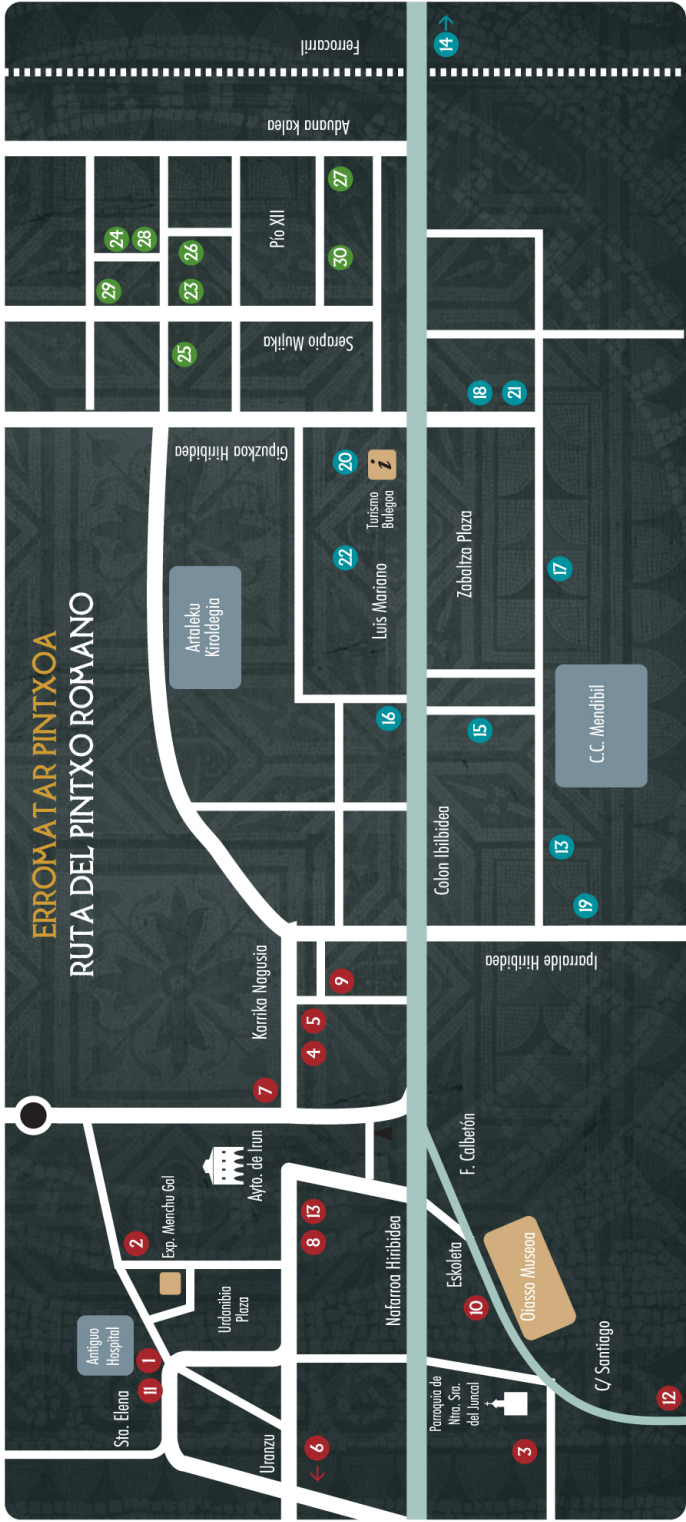 ERROMATAR PINTXOA
RUTA DEL PINTXO ROMANO
Antiguo
Hospital
Sta. Elena
11
1
2
Exp. Menchu Gal
Urdanibia
Plaza
Uranzu
← 6
8
13
Ayto. de Irun
7
Karrika Nagusia
4
5
9
Artaleku
Kiroldegia
Gipuzkoa Hiribidea
25
29
24
28
23
26
Serapio Mujika
Pío XII
30
27
Aduana kalea
Ferrocarril
Luis Mariano
22
20
i
Turismo
Bulegoa
16
Nafarroa Hiribidea
Colon Ibilbidea
Zabaltza Plaza
15
18
21
14 →
17
C.C. Mendibil
13
19
Iparralde Hiribidea
F. Calbetón
Eskoleta
10
Oiasso Museoa
Parroquia de
Ntra. Sra.
del Juncal
3
C/ Santiago
12